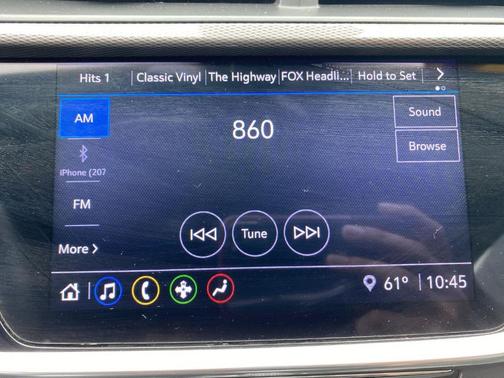 Hits 1 Classic Vinyl The Highway FOX Headli... Hold to Set
AM
860
Sound
iPhone (207
Browse
FM
More
Tune
61° 10:45